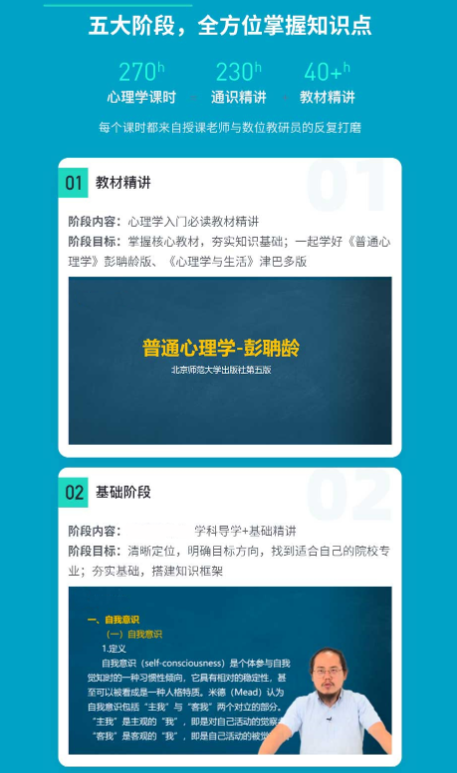 五大阶段，全方位掌握知识点
270h 230h 40+h
心理学课时 通识精讲 教材精讲
每个课时都来自授课老师与数位教研员的反复打磨
01 教材精讲 01
阶段内容：心理学入门必读教材精讲
阶段目标：掌握核心教材，夯实知识基础；一起学好《普通心
理学》彭聃龄版、《心理学与生活》津巴多版
普通心理学-彭聃龄
北京师范大学出版社第五版
02 基础阶段 02
阶段内容： 学科导学+基础精讲
阶段目标：清晰定位，明确目标方向，找到适合自己的院校专
业；夯实基础，搭建知识框架
一、自我意识
（一）自我意识
1.定义
自我意识（self-consciousness）是个体参与自我
觉知时的一种习惯性倾向，它具有相对的稳定性，甚
至可以被看成是一种人格特质。米德（Mead）认为
自我意识包括“主我”与“客我”两个对立的部分。
“主我”是主观的“我”，即是对自己活动的觉察
“客我”是客观的“我”，即是自己活动的被觉